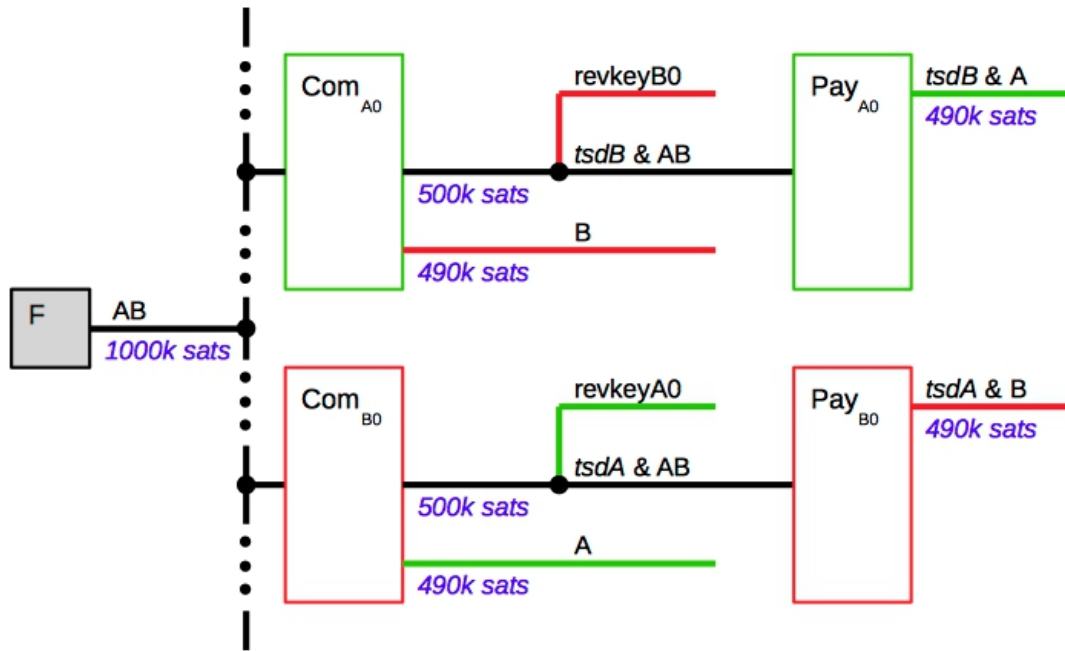 Com
A0
revkeyB0
tsdB & AB
500k sats
B
490k sats
Pay
A0
tsdB & A
490k sats
F
AB
1000k sats
Com
B0
revkeyA0
tsdA & AB
500k sats
A
490k sats
Pay
B0
tsdA & B
490k sats